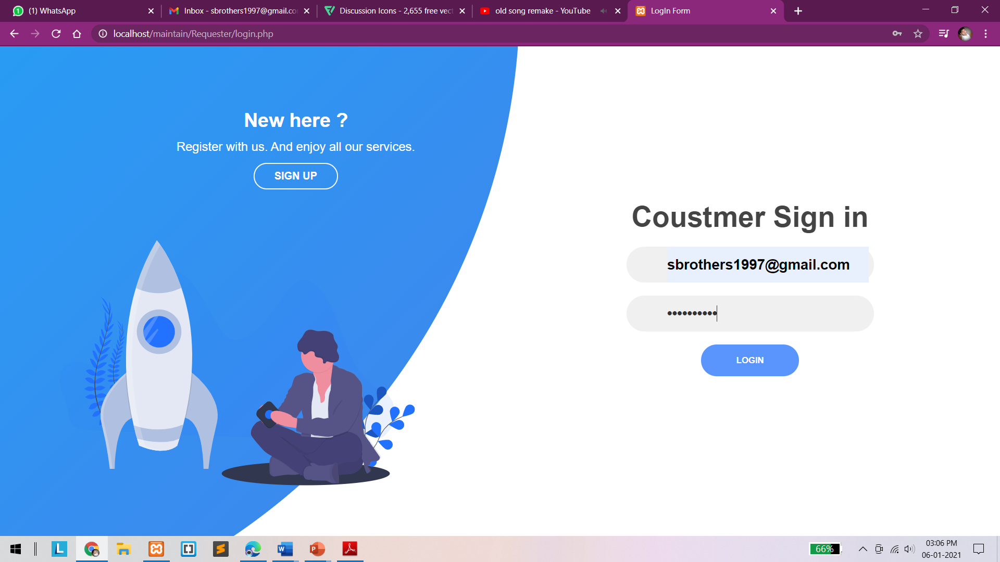 (1) WhatsApp
Inbox - sbrothers1997@gmail.co
Discussion Icons - 2,655 free vect
old song remake - YouTube
LogIn Form
localhost/maintain/Requester/login.php
New here ?
Register with us. And enjoy all our services.
SIGN UP
Coustmer Sign in
sbrothers1997@gmail.com
••••••••••
LOGIN
66%
03:06 PM
06-01-2021